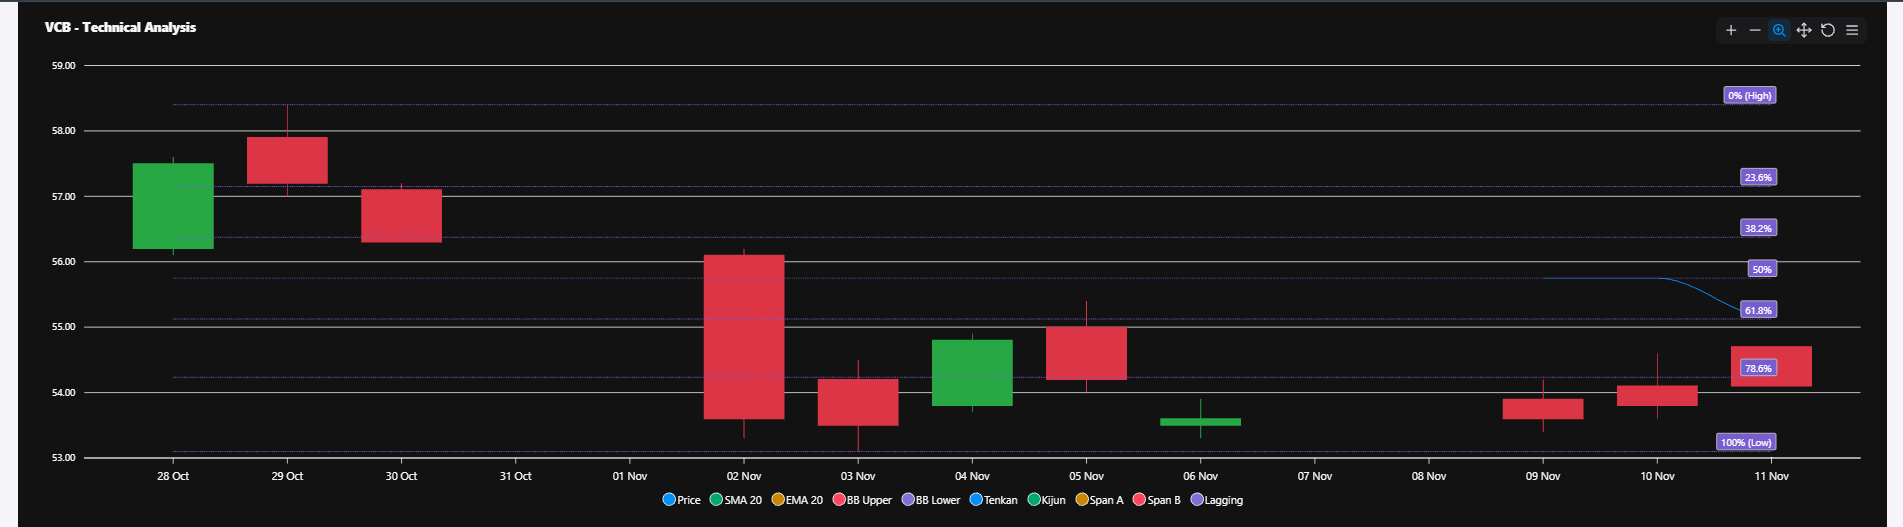 VCB - Technical Analysis
59.00
0% (High)
58.00
23.6%
57.00
38.2%
56.00
50%
61.8%
55.00
78.6%
54.00
100% (Low)
53.00
28 Oct 29 Oct 30 Oct 31 Oct 01 Nov 02 Nov 03 Nov 04 Nov 05 Nov 06 Nov 07 Nov 08 Nov 09 Nov 10 Nov 11 Nov
Price SMA 20 EMA 20 BB Upper BB Lower Tenkan Kijun Span A Span B Lagging